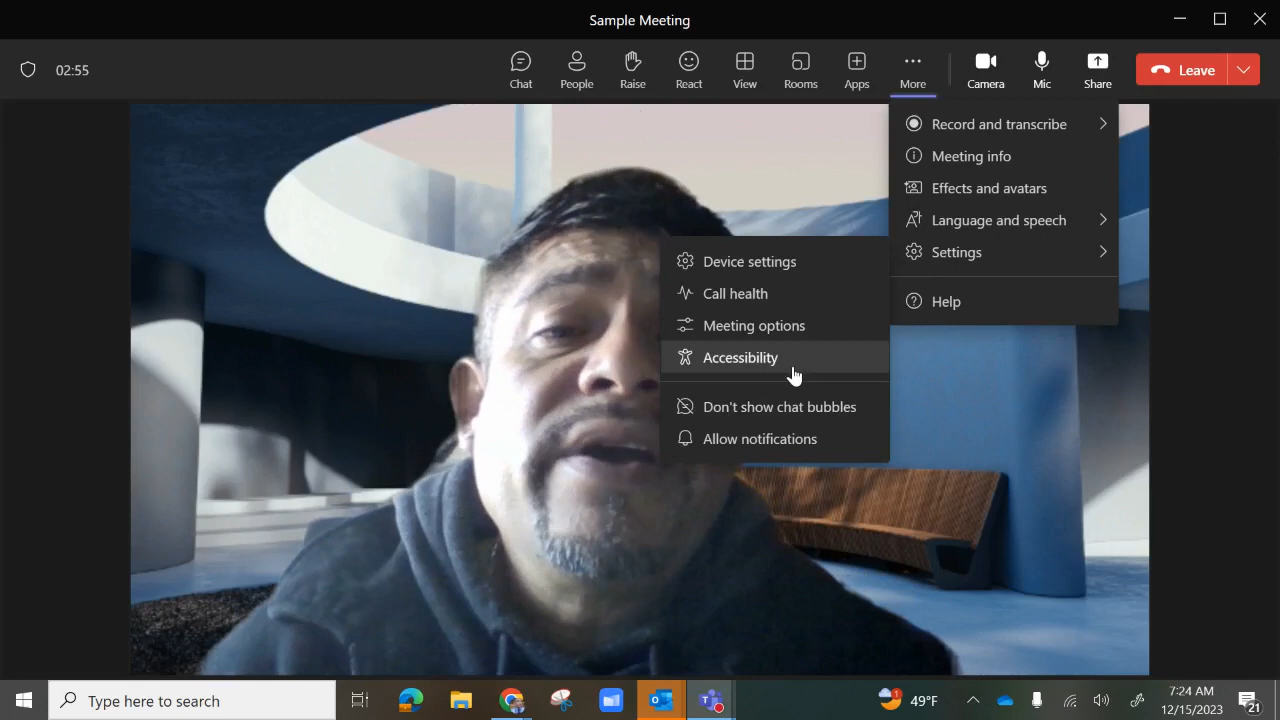 Sample Meeting
02:55
Chat
People
Raise
React
View
Rooms
Apps
More
Camera
Mic
Share
Leave
Record and transcribe
Meeting info
Effects and avatars
Language and speech
Settings
Help
Device settings
Call health
Meeting options
Accessibility
Don't show chat bubbles
Allow notifications
Type here to search
1
49°F
7:24 AM
12/15/2023
21